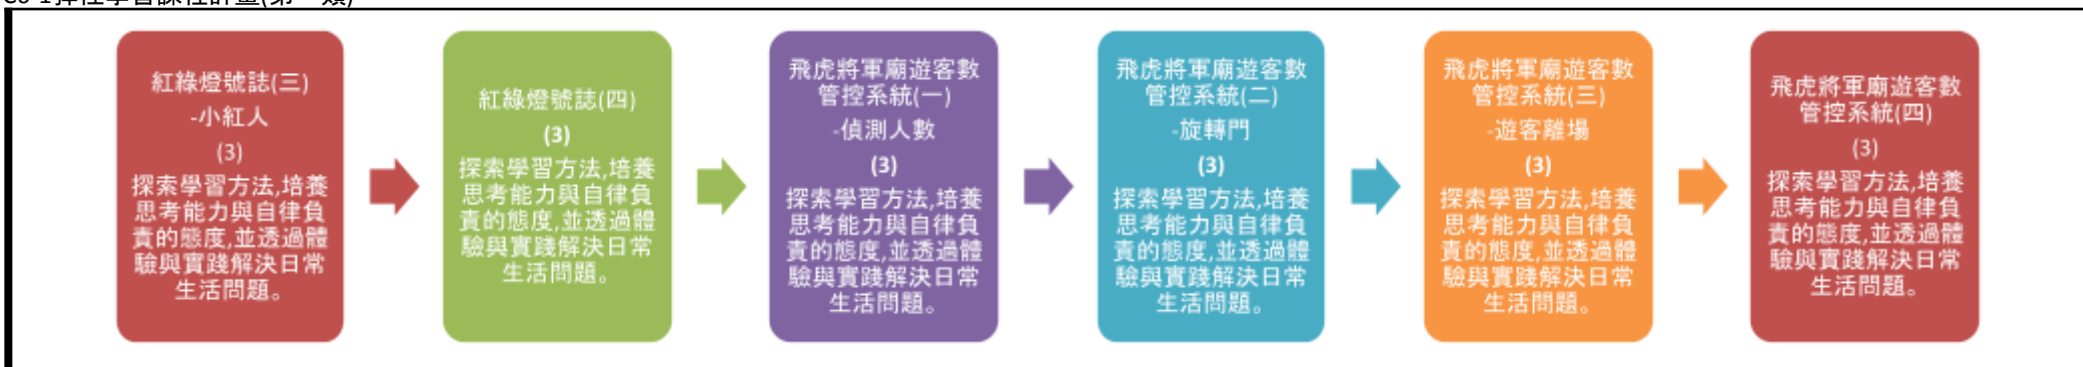 紅綠燈號誌(三)
-小紅人
(3)
探索學習方法,培養
思考能力與自律負
責的態度,並透過體
驗與實踐解決日常
生活問題。
紅綠燈號誌(四)
(3)
探索學習方法,培養
思考能力與自律負
責的態度,並透過體
驗與實踐解決日常
生活問題。
飛虎將軍廟遊客數
管控系統(一)
-偵測人數
(3)
探索學習方法,培養
思考能力與自律負
責的態度,並透過體
驗與實踐解決日常
生活問題。
飛虎將軍廟遊客數
管控系統(二)
-旋轉門
(3)
探索學習方法,培養
思考能力與自律負
責的態度,並透過體
驗與實踐解決日常
生活問題。
飛虎將軍廟遊客數
管控系統(三)
-遊客離場
(3)
探索學習方法,培養
思考能力與自律負
責的態度,並透過體
驗與實踐解決日常
生活問題。
飛虎將軍廟遊客數
管控系統(四)
(3)
探索學習方法,培養
思考能力與自律負
責的態度,並透過體
驗與實踐解決日常
生活問題。